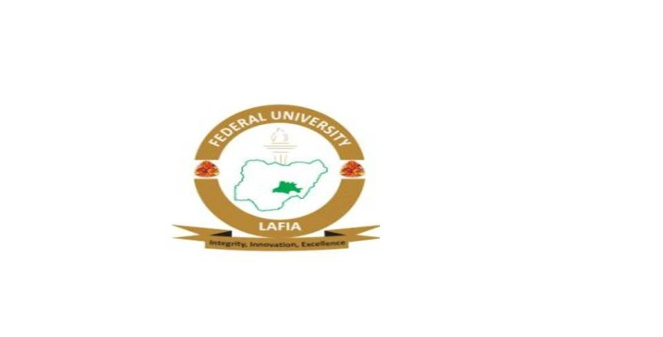 FEDERAL UNIVERSITY
LAFIA
Integrity, Innovation, Excellence